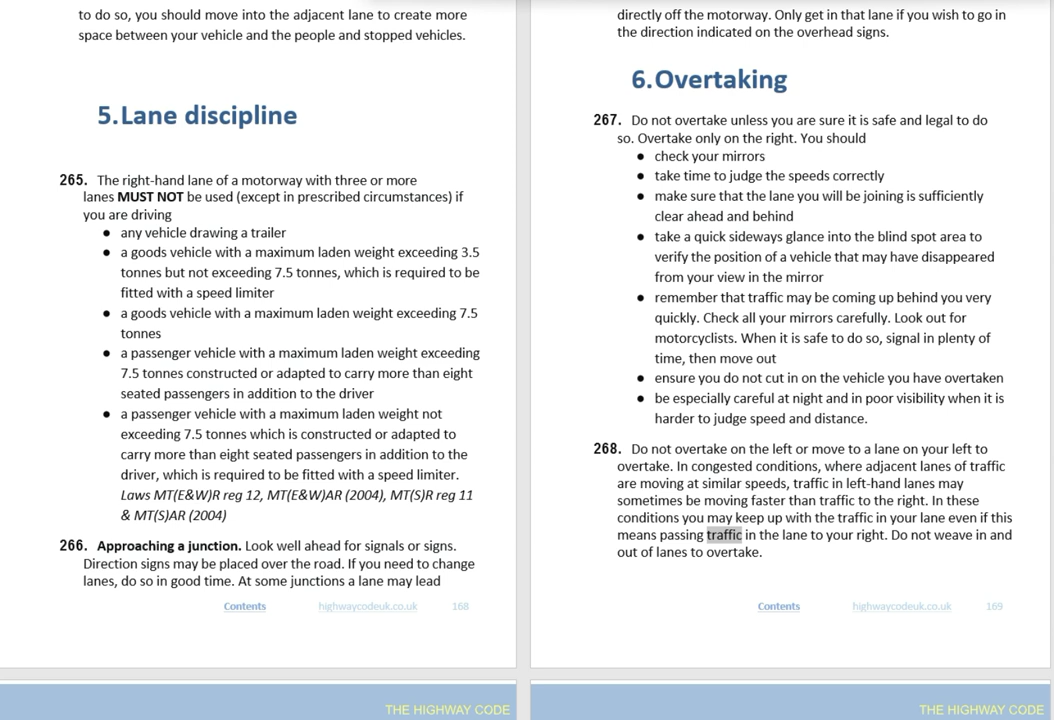 to do so, you should move into the adjacent lane to create more
space between your vehicle and the people and stopped vehicles.
5.Lane discipline
265. The right-hand lane of a motorway with three or more
lanes MUST NOT be used (except in prescribed circumstances) if
you are driving
● any vehicle drawing a trailer
● a goods vehicle with a maximum laden weight exceeding 3.5
tonnes but not exceeding 7.5 tonnes, which is required to be
fitted with a speed limiter
● a goods vehicle with a maximum laden weight exceeding 7.5
tonnes
● a passenger vehicle with a maximum laden weight exceeding
7.5 tonnes constructed or adapted to carry more than eight
seated passengers in addition to the driver
● a passenger vehicle with a maximum laden weight not
exceeding 7.5 tonnes which is constructed or adapted to
carry more than eight seated passengers in addition to the
driver, which is required to be fitted with a speed limiter.
Laws MT(E&W)R reg 12, MT(E&W)AR (2004), MT(S)R reg 11
& MT(S)AR (2004)
266. Approaching a junction. Look well ahead for signals or signs.
Direction signs may be placed over the road. If you need to change
lanes, do so in good time. At some junctions a lane may lead
Contents highwaycodeuk.co.uk 168
THE HIGHWAY CODE
directly off the motorway. Only get in that lane if you wish to go in
the direction indicated on the overhead signs.
6.Overtaking
267. Do not overtake unless you are sure it is safe and legal to do
so. Overtake only on the right. You should
● check your mirrors
● take time to judge the speeds correctly
● make sure that the lane you will be joining is sufficiently
clear ahead and behind
● take a quick sideways glance into the blind spot area to
verify the position of a vehicle that may have disappeared
from your view in the mirror
● remember that traffic may be coming up behind you very
quickly. Check all your mirrors carefully. Look out for
motorcyclists. When it is safe to do so, signal in plenty of
time, then move out
● ensure you do not cut in on the vehicle you have overtaken
● be especially careful at night and in poor visibility when it is
harder to judge speed and distance.
268. Do not overtake on the left or move to a lane on your left to
overtake. In congested conditions, where adjacent lanes of traffic
are moving at similar speeds, traffic in left-hand lanes may
sometimes be moving faster than traffic to the right. In these
conditions you may keep up with the traffic in your lane even if this
means passing traffic in the lane to your right. Do not weave in and
out of lanes to overtake.
Contents highwaycodeuk.co.uk 169
THE HIGHWAY CODE